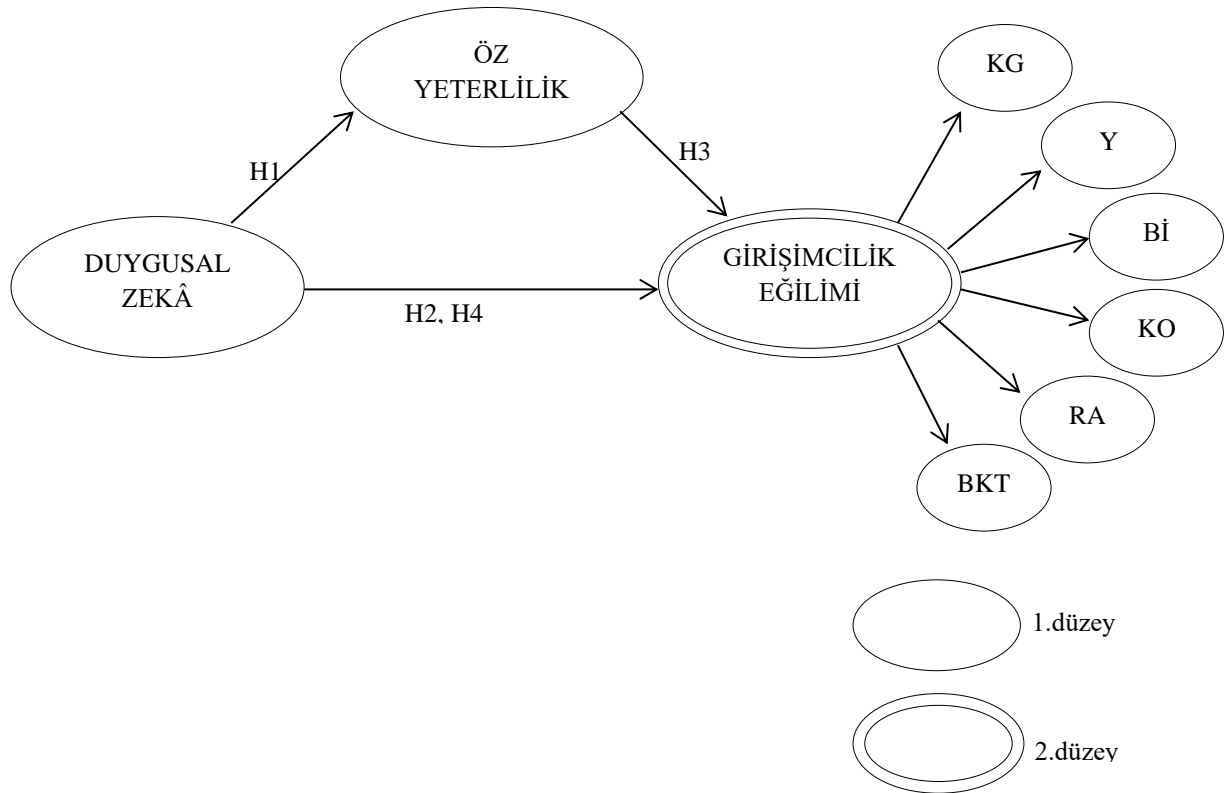 ÖZ
YETERLİLİK
KG
Y
H1
H3
Bİ
DUYGUSAL
ZEKÂ
GİRİŞİMCİLİK
EĞİLİMİ
H2, H4
KO
RA
BKT
1.düzey
2.düzey